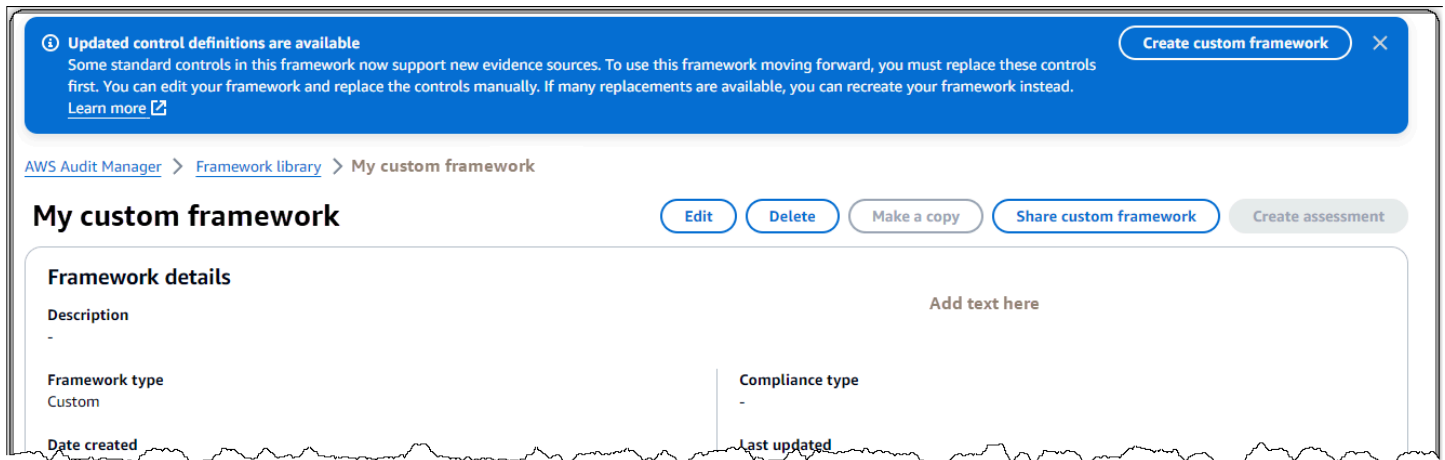 Updated control definitions are available
Create custom framework
Some standard controls in this framework now support new evidence sources. To use this framework moving forward, you must replace these controls
first. You can edit your framework and replace the controls manually. If many replacements are available, you can recreate your framework instead.
Learn more
AWS Audit Manager > Framework library > My custom framework
My custom framework
Edit
Delete
Make a copy
Share custom framework
Create assessment
Framework details
Add text here
Description
-
Framework type
Custom
Compliance type
-
Date created
Last updated